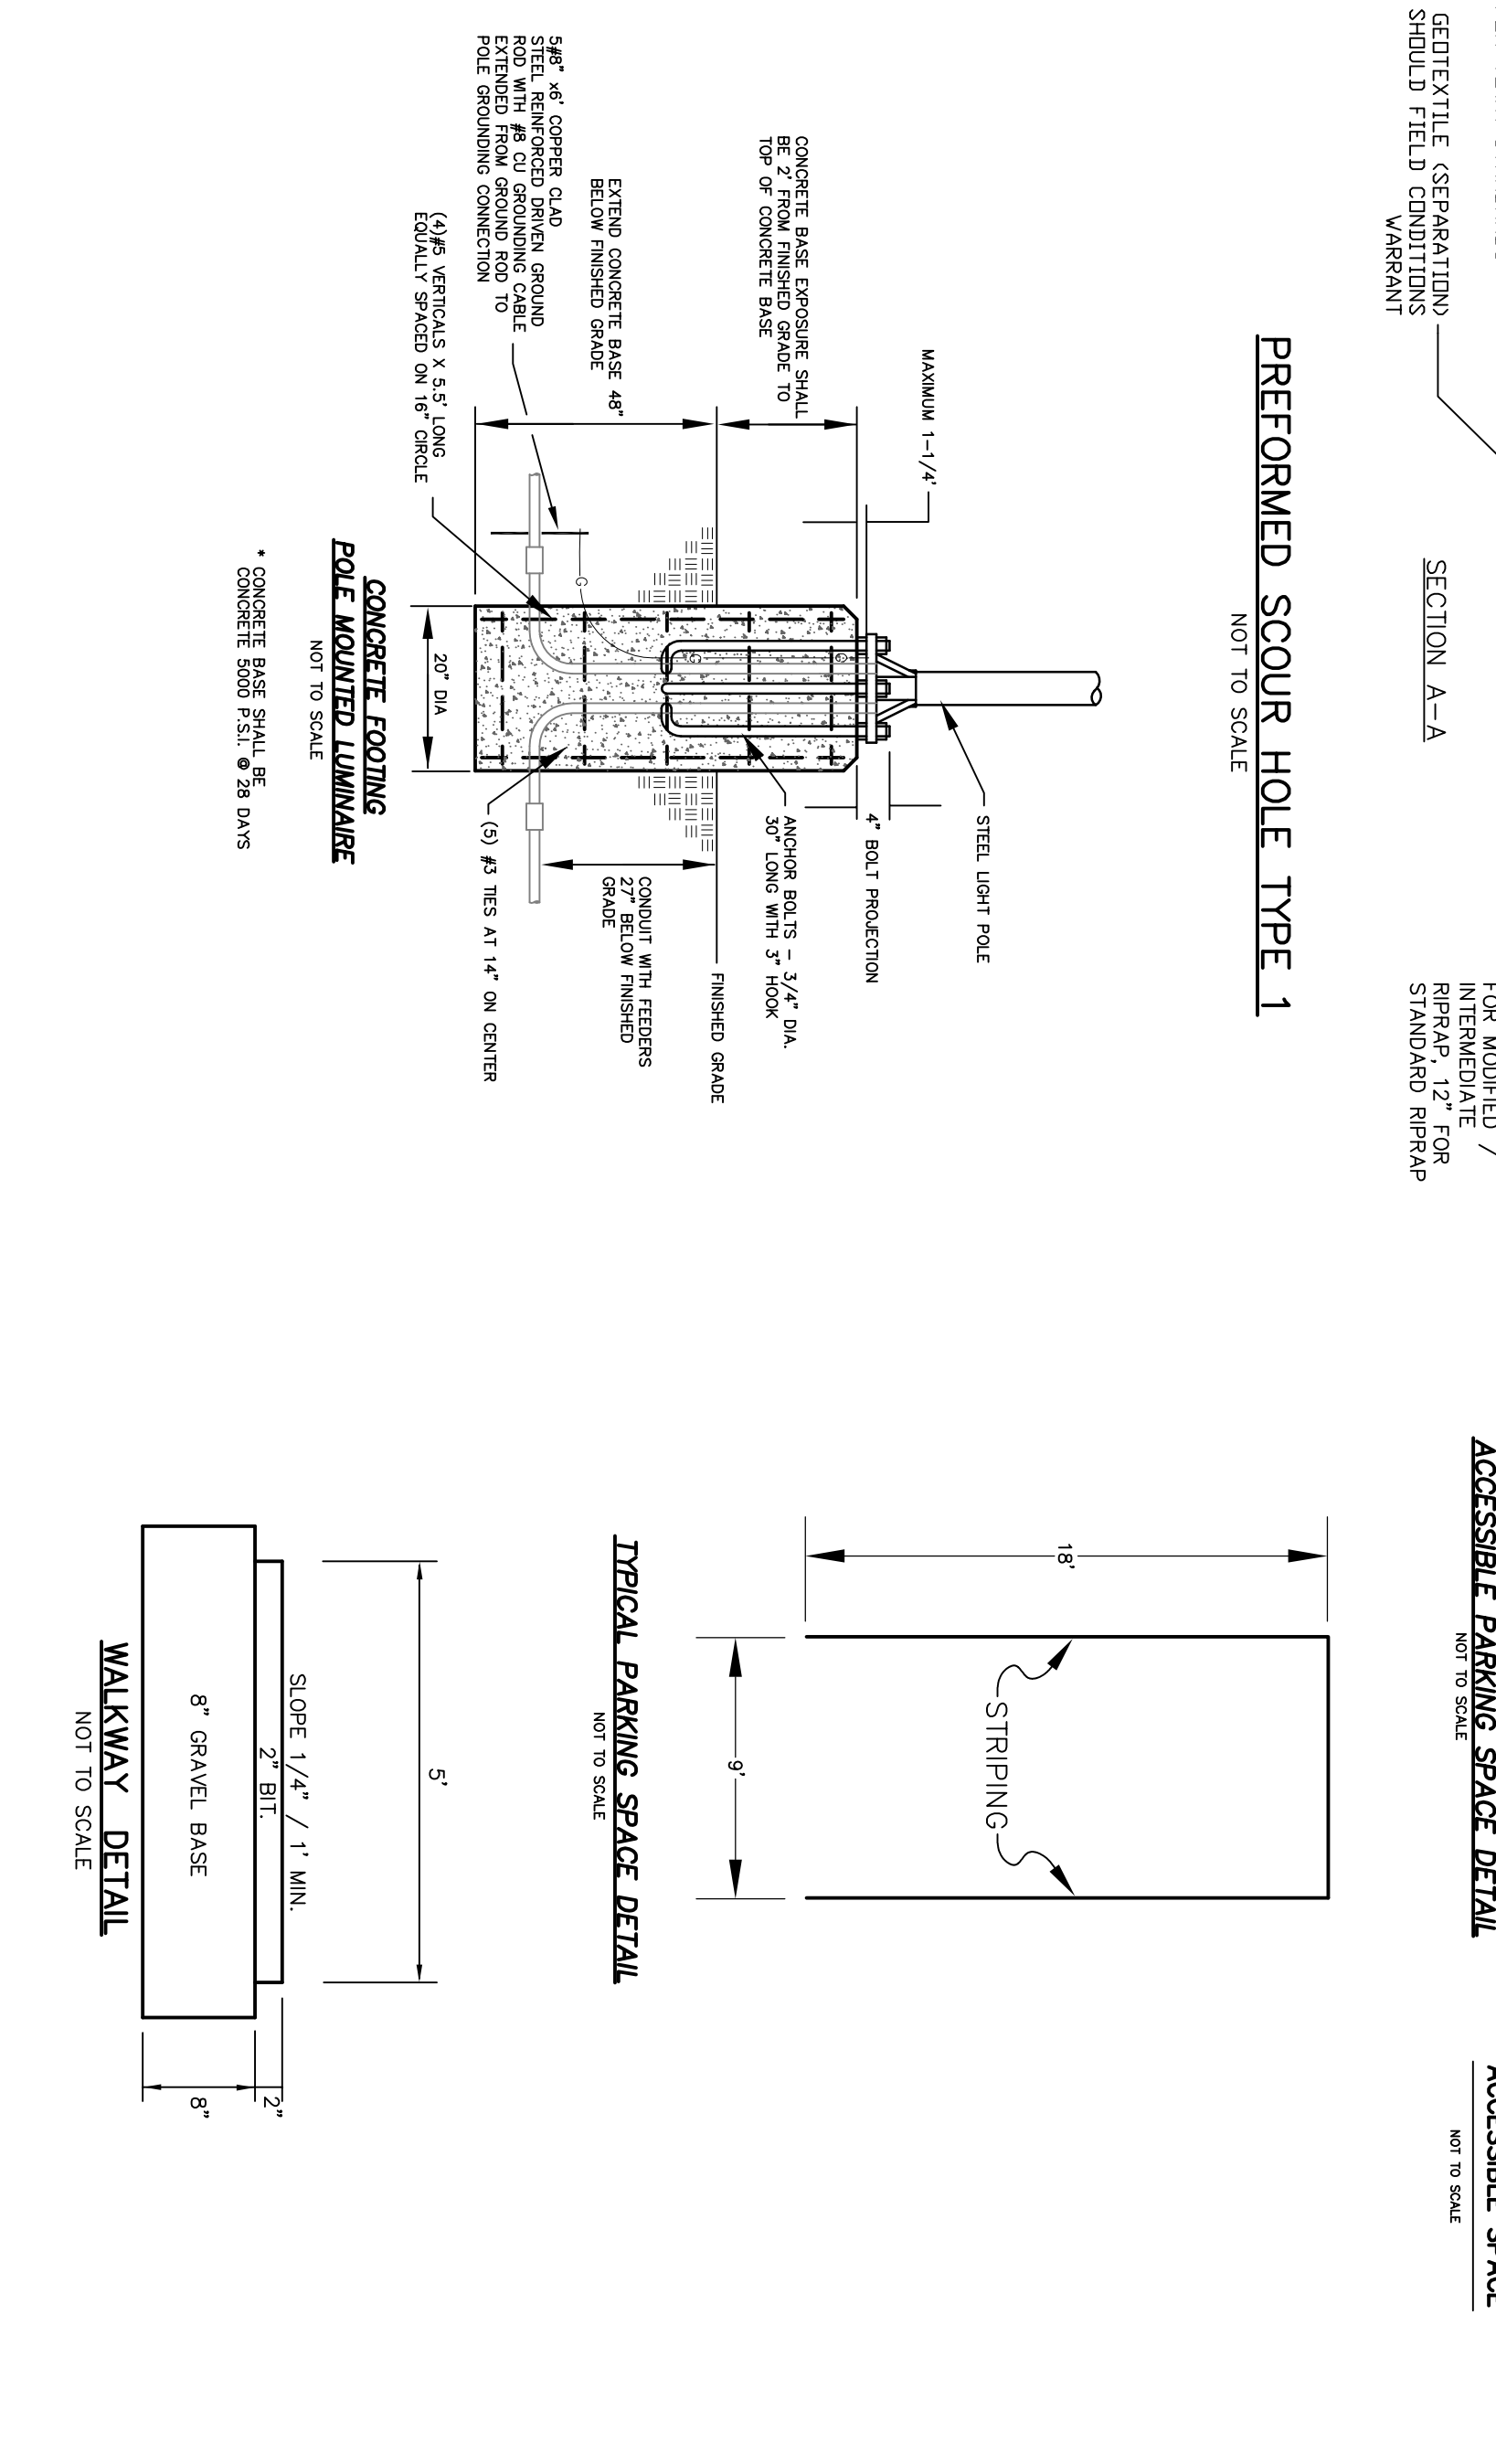 GEOTEXTILE (SEPARATION)
SHOULD FIELD CONDITIONS
WARRANT
SECTION A-A
FOR MODIFIED /
INTERMEDIATE
RIPRAP, 12" FOR
STANDARD RIPRAP
PREFORMED SCOUR HOLE TYPE 1
NOT TO SCALE
MAXIMUM 1-1/4'
STEEL LIGHT POLE
CONCRETE BASE EXPOSURE SHALL
BE 2' FROM FINISHED GRADE TO
TOP OF CONCRETE BASE
4" BOLT PROJECTION
ANCHOR BOLTS - 3/4" DIA.
30" LONG WITH 3" HOOK
FINISHED GRADE
EXTEND CONCRETE BASE 48"
BELOW FINISHED GRADE
CONDUIT WITH FEEDERS
27" BELOW FINISHED
GRADE
5#8" x6' COPPER CLAD
STEEL REINFORCED DRIVEN GROUND
ROD WITH #8 CU GROUNDING CABLE
EXTENDED FROM GROUND ROD TO
POLE GROUNDING CONNECTION
G
G
G
(5) #3 TIES AT 14" ON CENTER
(4)#5 VERTICALS X 5.5' LONG
EQUALLY SPACED ON 16" CIRCLE
20" DIA
CONCRETE FOOTING
POLE MOUNTED LUMINAIRE
NOT TO SCALE
* CONCRETE BASE SHALL BE
CONCRETE 5000 P.S.I. @ 28 DAYS
ACCESSIBLE PARKING SPACE DETAIL
NOT TO SCALE
ACCESSIBLE SPACE
NOT TO SCALE
18'
STRIPING
9'
TYPICAL PARKING SPACE DETAIL
NOT TO SCALE
5'
SLOPE 1/4" / 1' MIN.
2" BIT.
2"
8" GRAVEL BASE
8"
WALKWAY DETAIL
NOT TO SCALE